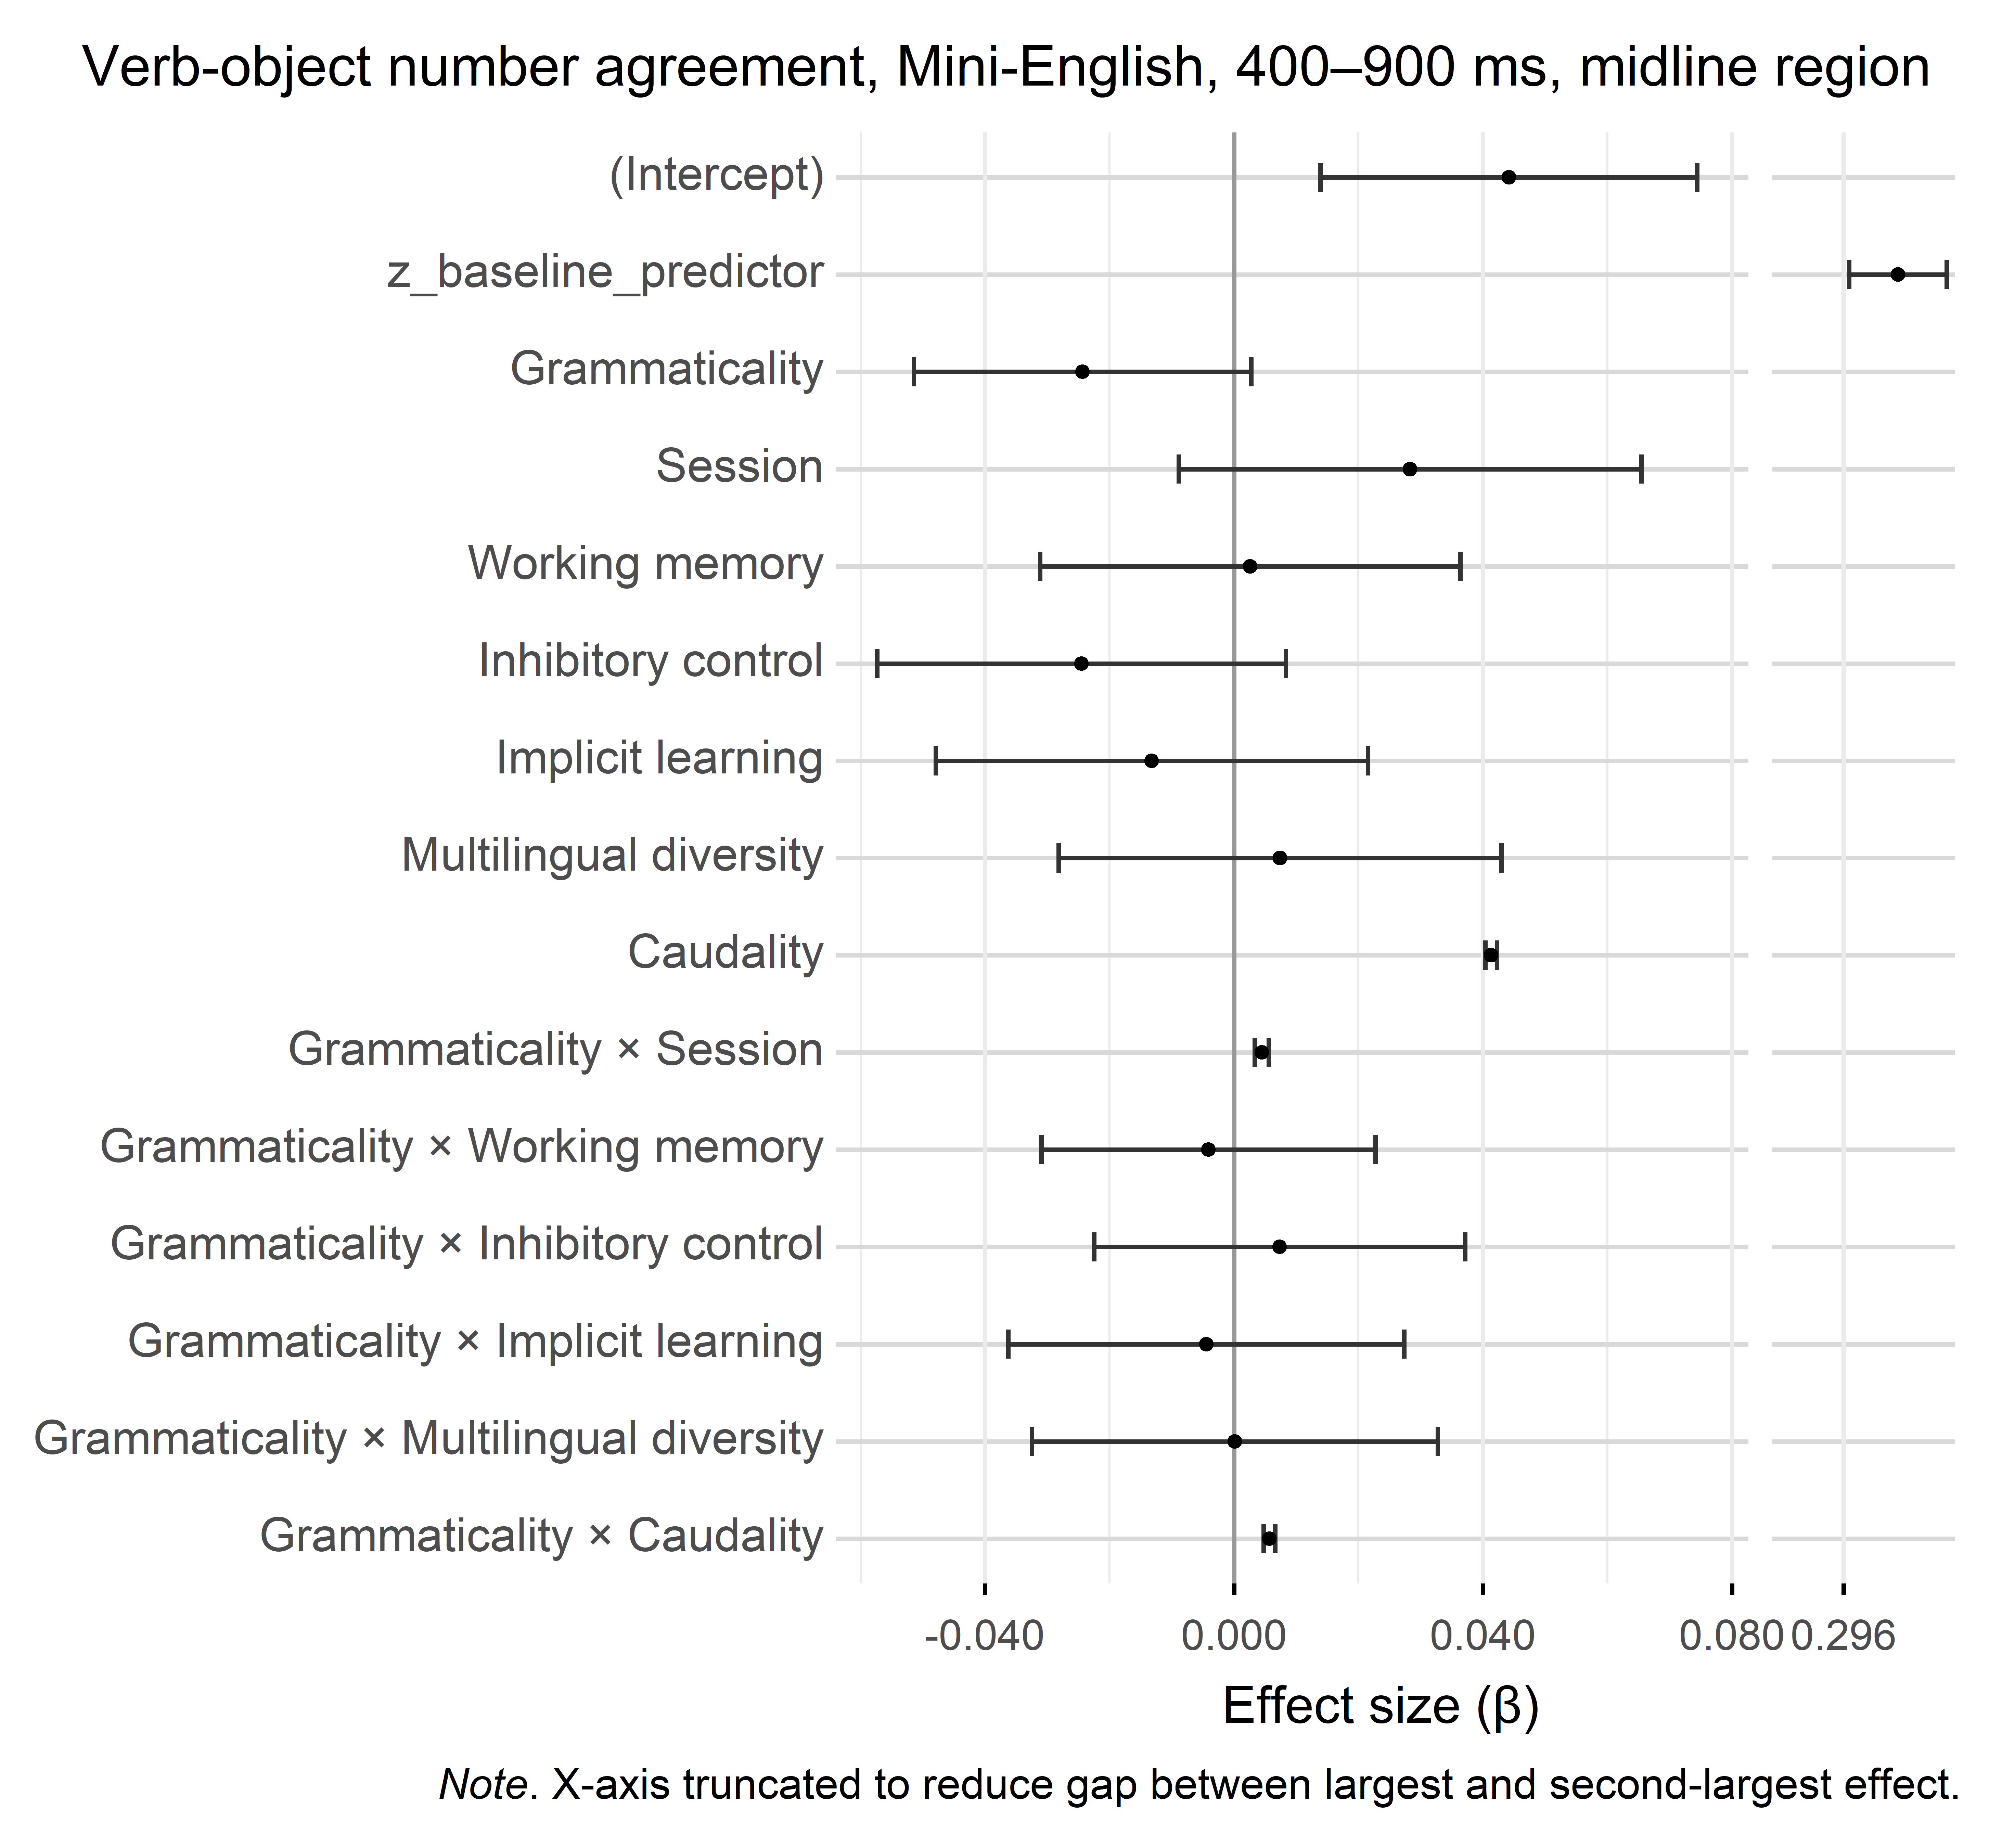 Verb-object number agreement, Mini-English, 400–900 ms, midline region
(Intercept)
z_baseline_predictor
Grammaticality
Session
Working memory
Inhibitory control
Implicit learning
Multilingual diversity
Caudality
Grammaticality × Session
Grammaticality × Working memory
Grammaticality × Inhibitory control
Grammaticality × Implicit learning
Grammaticality × Multilingual diversity
Grammaticality × Caudality
-0.040 0.000 0.040 0.080 0.296
Effect size (β)
Note. X-axis truncated to reduce gap between largest and second-largest effect.